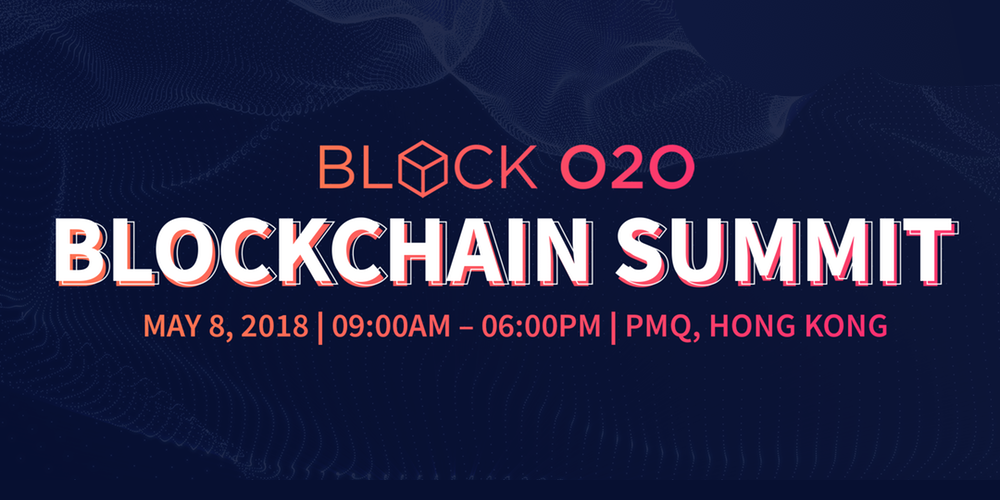 BLOCK O2O
BLOCKCHAIN SUMMIT
MAY 8, 2018 | 09:00AM – 06:00PM | PMQ, HONG KONG